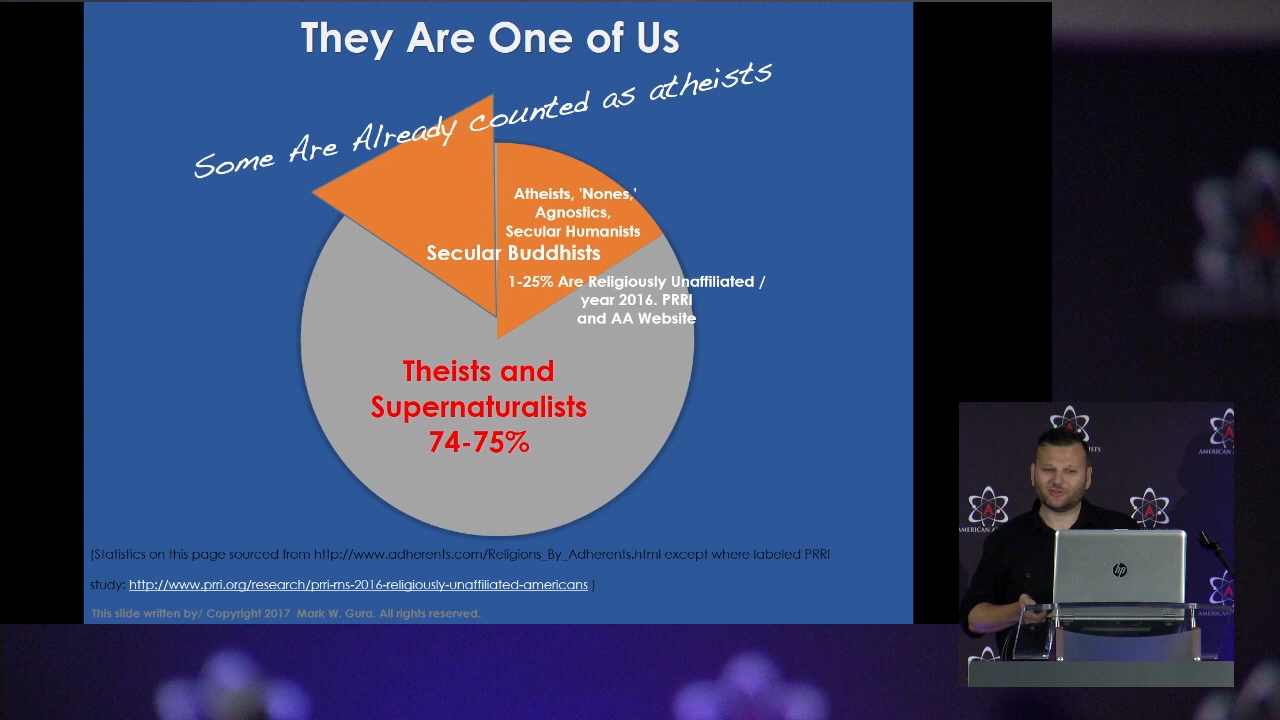 They Are One of Us
Some Are Already counted as atheists
Atheists, 'Nones,'
Agnostics,
Secular Humanists
Secular Buddhists
1-25% Are Religiously Unaffiliated /
year 2016. PRRI
and AA Website
Theists and
Supernaturalists
74-75%
(Statistics on this page sourced from http://www.adherents.com/Religions_By_Adherents.html except where labeled PRRI
study: http://www.prri.org/research/prri-rns-2016-religiously-unaffiliated-americans )
This slide written by/ Copyright 2017 Mark W. Gura. All rights reserved.
A
AMERICAN
A
A
hp